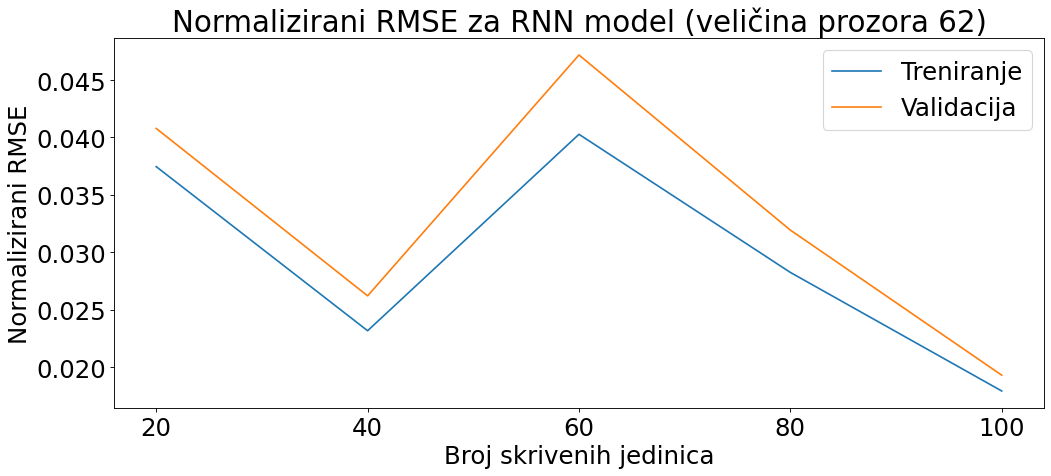 Normalizirani RMSE za RNN model (veličina prozora 62)
Treniranje
Validacija
Normalizirani RMSE
0.045
0.040
0.035
0.030
0.025
0.020
20 40 60 80 100
Broj skrivenih jedinica